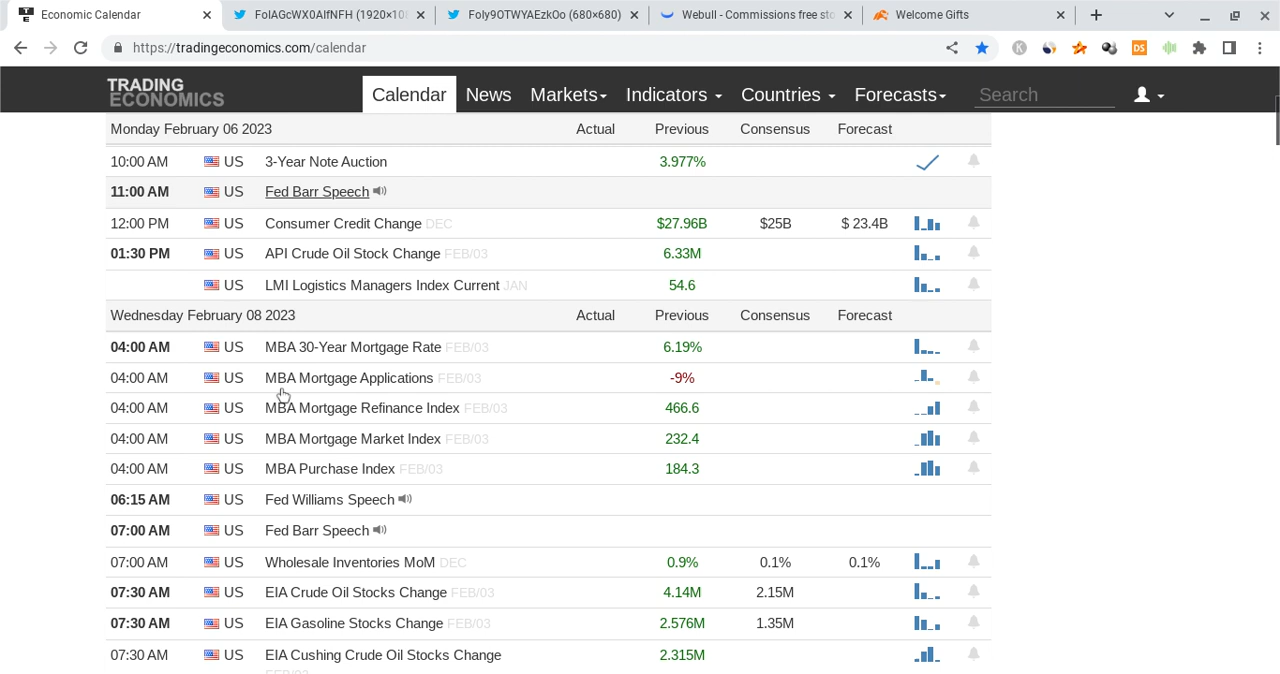 Economic Calendar
FolAGcWX0AIfNFH (1920×108
Foly9OTWYAEzkOo (680×680)
Webull - Commissions free sto
Welcome Gifts
https://tradingeconomics.com/calendar
TRADING ECONOMICS
Calendar News Markets Indicators Countries Forecasts Search
Monday February 06 2023 Actual Previous Consensus Forecast
10:00 AM US 3-Year Note Auction 3.977%
11:00 AM US Fed Barr Speech
12:00 PM US Consumer Credit Change DEC $27.96B $25B $ 23.4B
01:30 PM US API Crude Oil Stock Change FEB/03 6.33M
US LMI Logistics Managers Index Current JAN 54.6
Wednesday February 08 2023 Actual Previous Consensus Forecast
04:00 AM US MBA 30-Year Mortgage Rate FEB/03 6.19%
04:00 AM US MBA Mortgage Applications FEB/03 -9%
04:00 AM US MBA Mortgage Refinance Index FEB/03 466.6
04:00 AM US MBA Mortgage Market Index FEB/03 232.4
04:00 AM US MBA Purchase Index FEB/03 184.3
06:15 AM US Fed Williams Speech
07:00 AM US Fed Barr Speech
07:00 AM US Wholesale Inventories MoM DEC 0.9% 0.1% 0.1%
07:30 AM US EIA Crude Oil Stocks Change FEB/03 4.14M 2.15M
07:30 AM US EIA Gasoline Stocks Change FEB/03 2.576M 1.35M
07:30 AM US EIA Cushing Crude Oil Stocks Change 2.315M